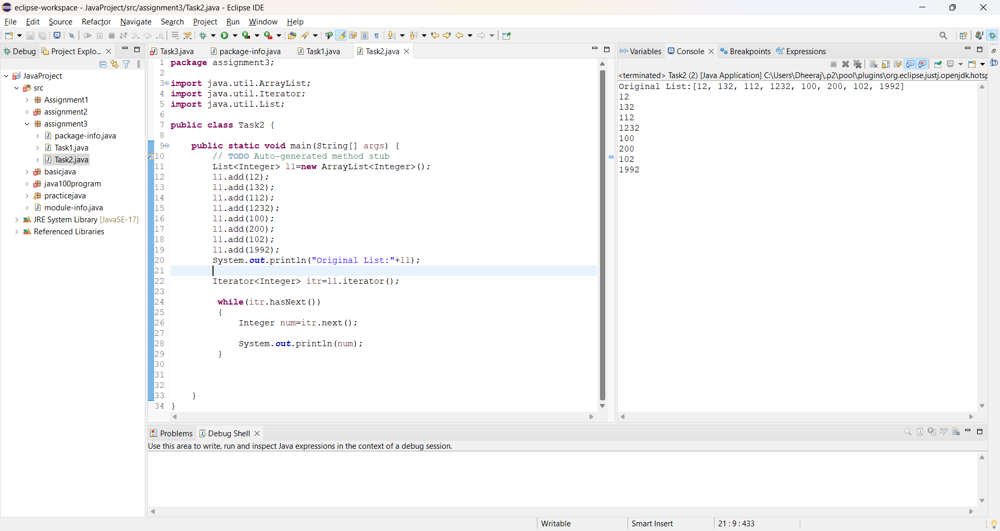 eclipse-workspace - JavaProject/src/assignment3/Task2.java - Eclipse IDE
File Edit Source Refactor Navigate Search Project Run Window Help
Debug Project Explo...
JavaProject
src
Assignment1
assignment2
assignment3
package-info.java
Task1.java
Task2.java
basicjava
java100program
practicejava
module-info.java
JRE System Library [JavaSE-17]
Referenced Libraries
Task3.java package-info.java Task1.java Task2.java
1 package assignment3;
2
3 import java.util.ArrayList;
4 import java.util.Iterator;
5 import java.util.List;
6
7 public class Task2 {
8
9 public static void main(String[] args) {
10 // TODO Auto-generated method stub
11 List<Integer> l1=new ArrayList<Integer>();
12 l1.add(12);
13 l1.add(132);
14 l1.add(112);
15 l1.add(1232);
16 l1.add(100);
17 l1.add(200);
18 l1.add(102);
19 l1.add(1992);
20 System.out.println("Original List:"+l1);
21
22 Iterator<Integer> itr=l1.iterator();
23
24 while(itr.hasNext())
25 {
26 Integer num=itr.next();
27
28 System.out.println(num);
29 }
30
31
32
33 }
34 }
(x)= Variables Console Breakpoints Expressions
<terminated> Task2 (2) [Java Application] C:\Users\Dheeraj\.p2\pool\plugins\org.eclipse.justj.openjdk.hotsp
Original List:[12, 132, 112, 1232, 100, 200, 102, 1992]
12
132
112
1232
100
200
102
1992
Problems Debug Shell
Use this area to write, run and inspect Java expressions in the context of a debug session.
Writable Smart Insert 21 : 9 : 433